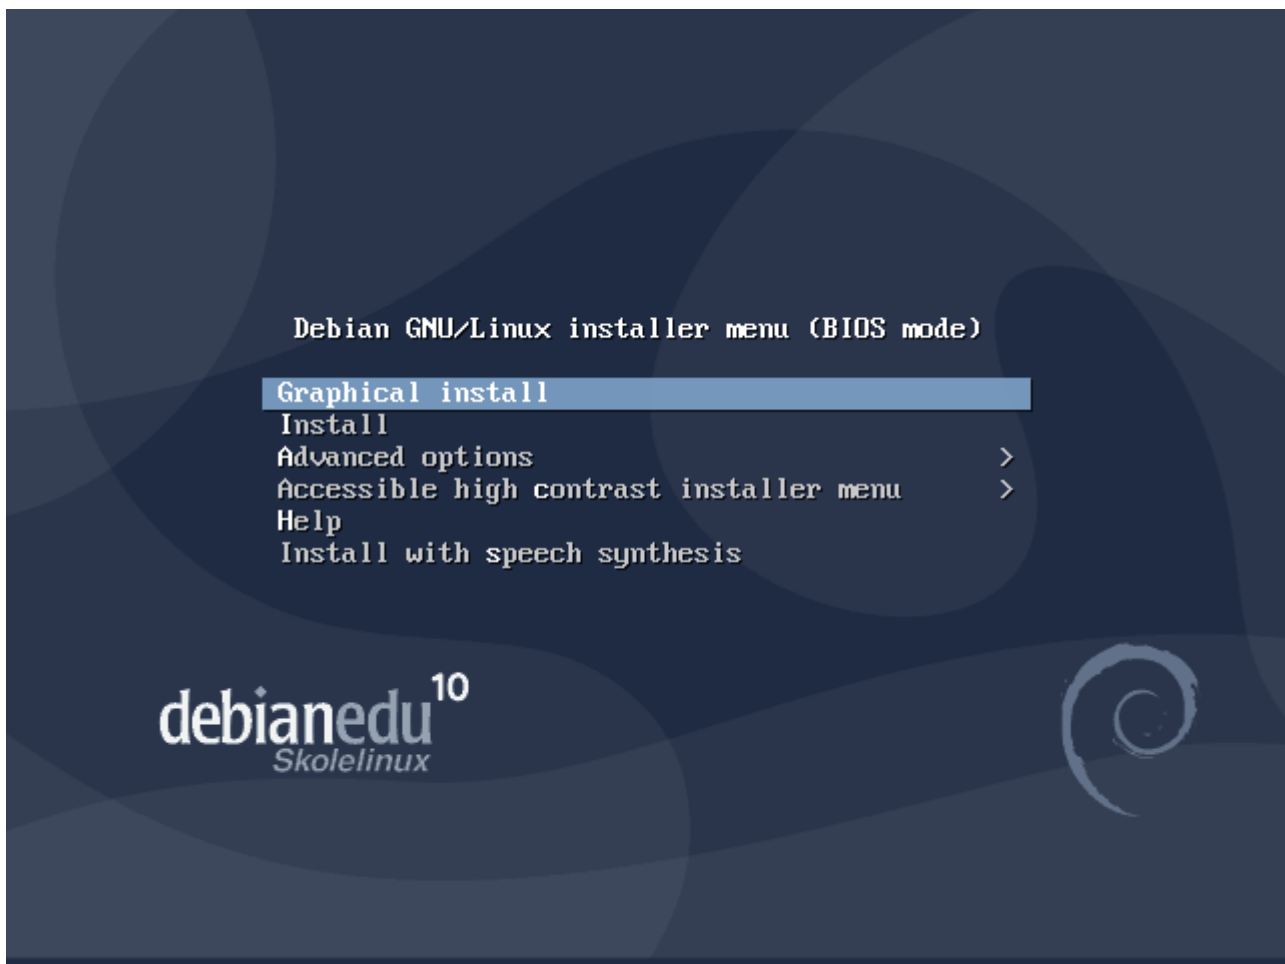 Debian GNU/Linux installer menu (BIOS mode)
Graphical install
Install
Advanced options >
Accessible high contrast installer menu >
Help
Install with speech synthesis
debianedu 10
Skolelinux